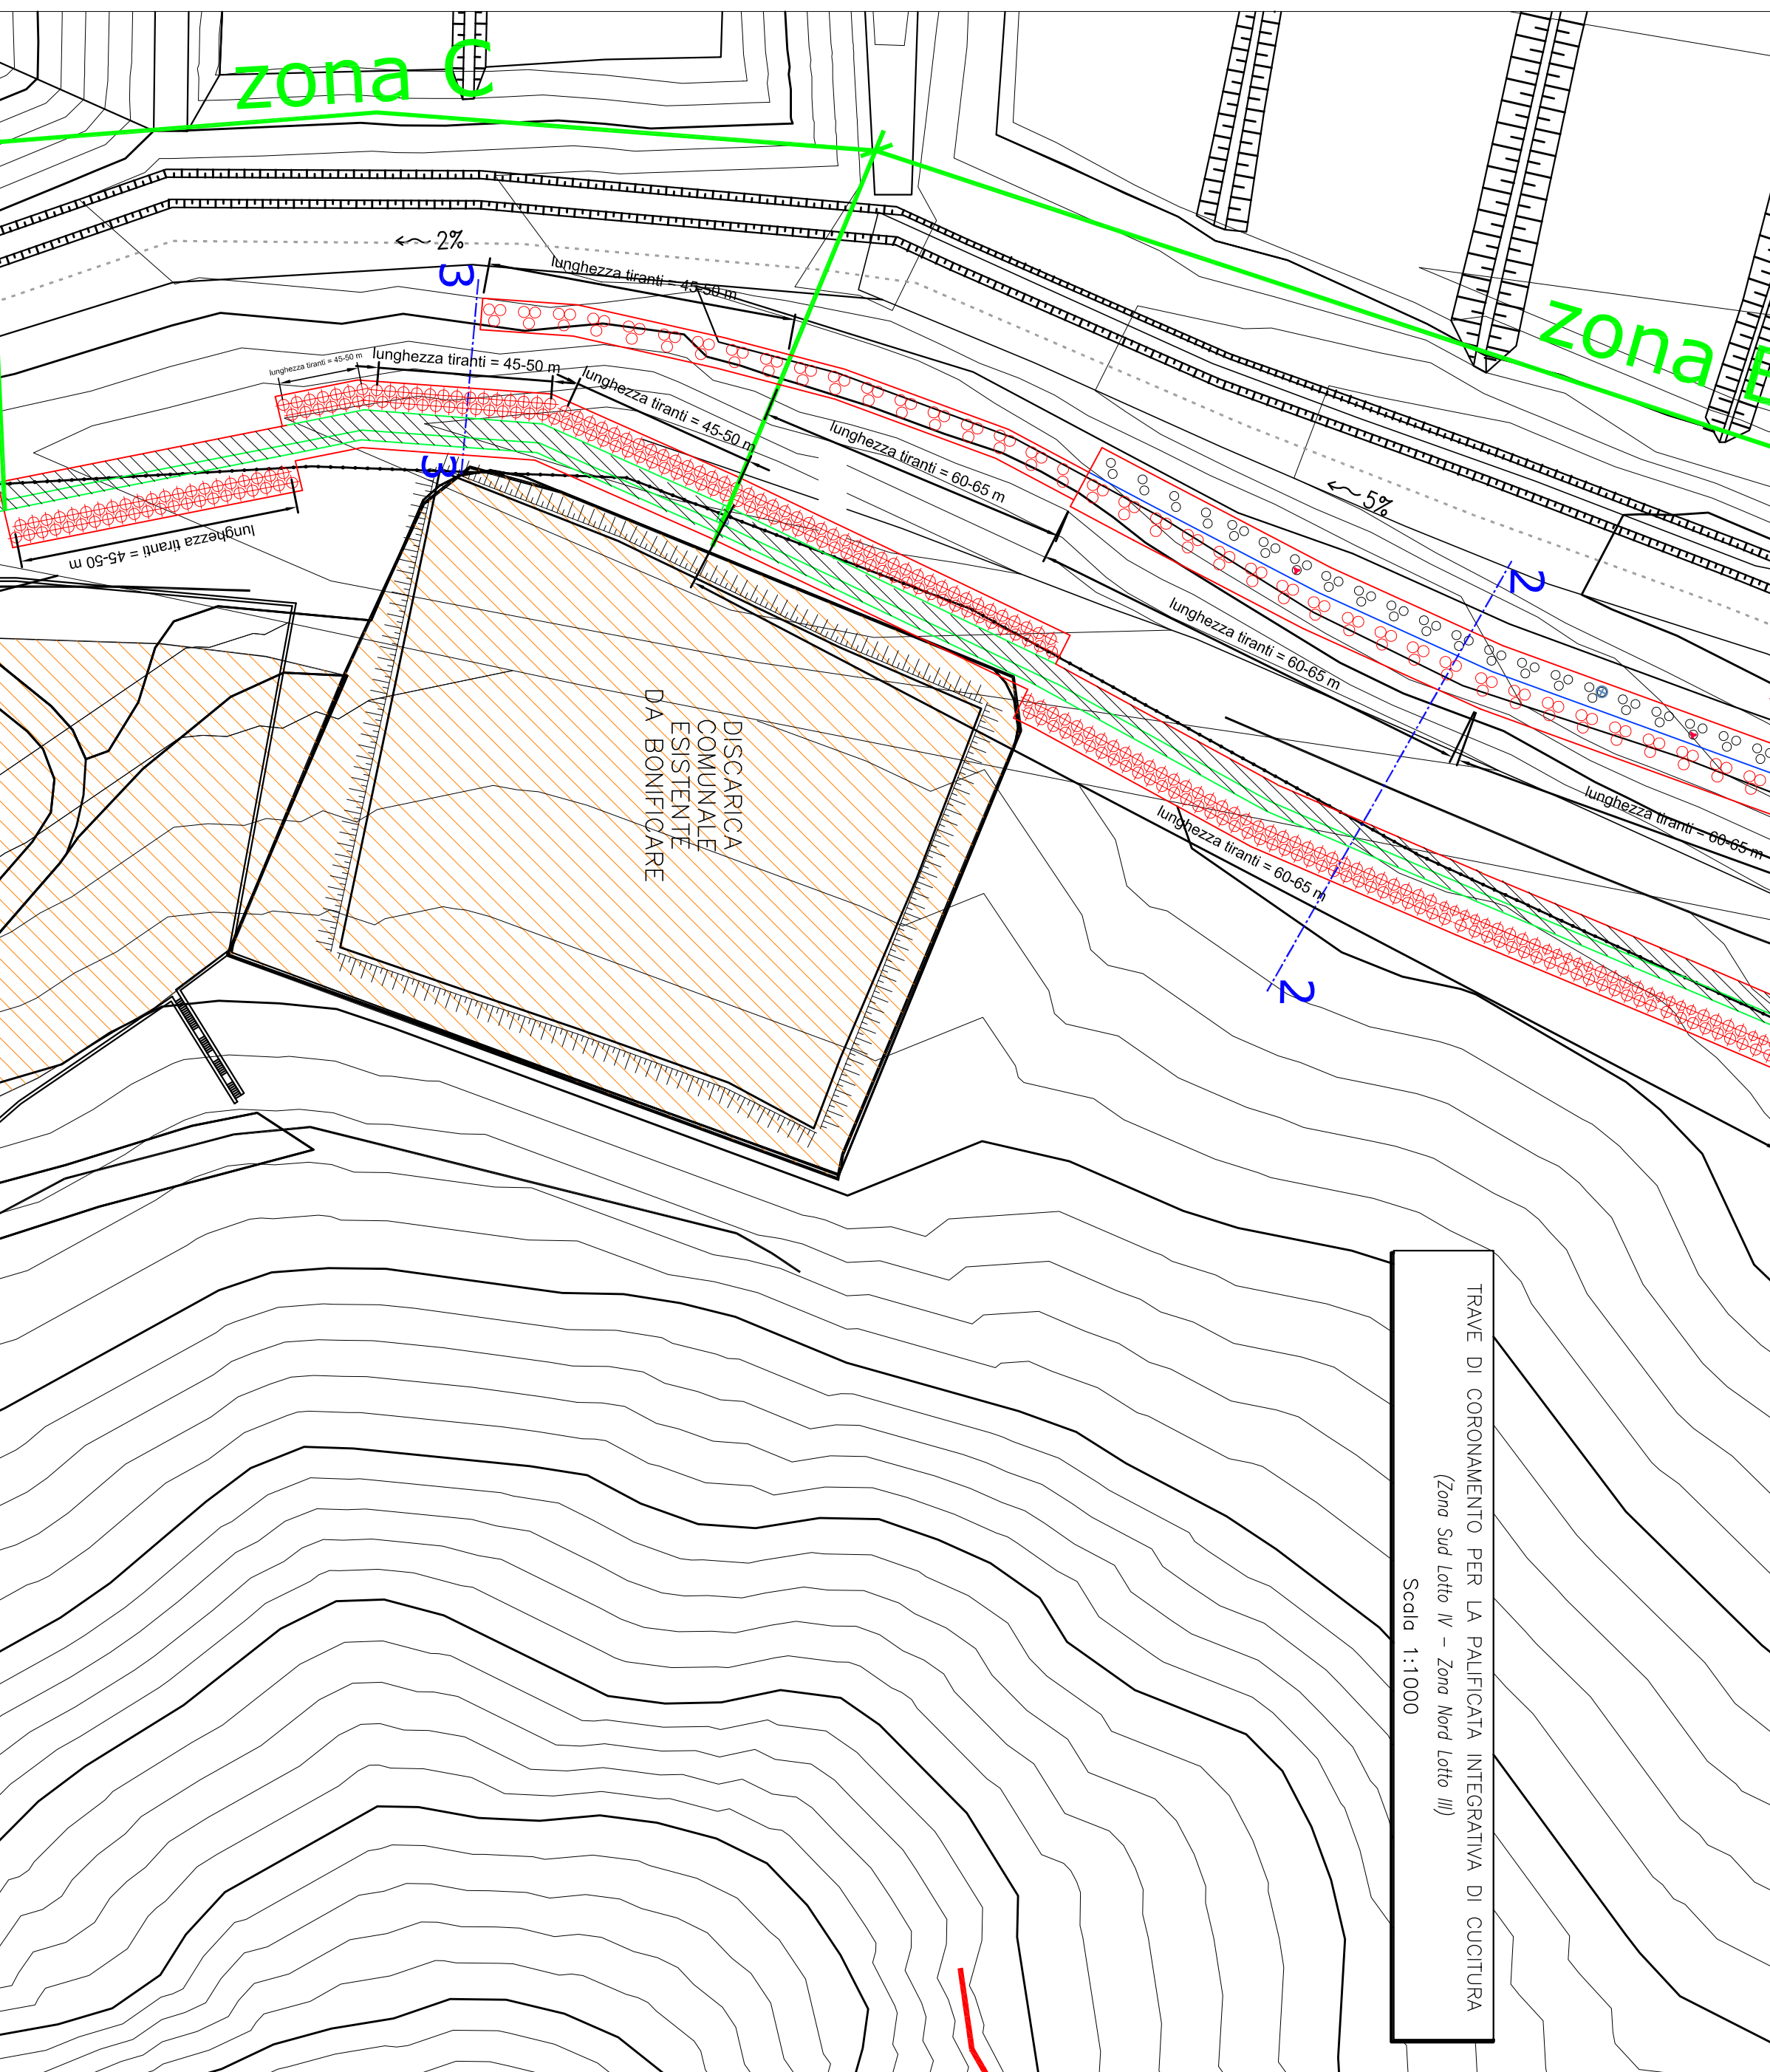 zona C
zona
2%
3
lunghezza tiranti = 45-50 m
lunghezza tiranti = 45-50 m
lunghezza tiranti = 45-50 m
lunghezza tiranti = 45-50 m
lunghezza tiranti = 60-65 m
3
5%
lunghezza tiranti = 45-50 m
2
lunghezza tiranti = 60-65 m
lunghezza tiranti = 60-65 m
lunghezza tiranti = 60-65 m
2
DISCARICA
COMUNALE
ESISTENTE
DA BONIFICARE
TRAVE DI CORONAMENTO PER LA PALIFICATA INTEGRATIVA DI CUCITURA
(Zona Sud Lotto IV - Zona Nord Lotto III)
Scala 1:1000